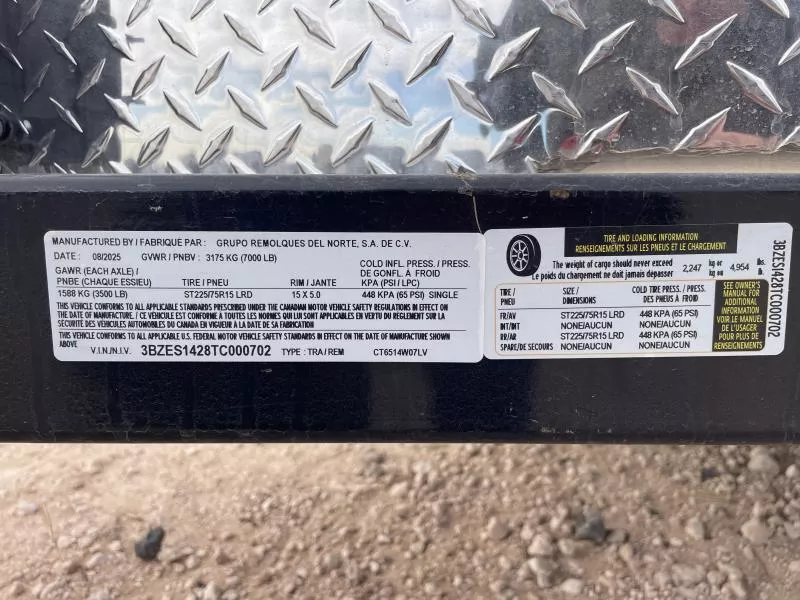 MANUFACTURED BY / FABRIQUE PAR : GRUPO REMOLQUES DEL NORTE, S.A. DE C.V.
DATE : 08/2025 GVWR / PNBV : 3175 KG (7000 LB)
GAWR (EACH AXLE) / PNBE (CHAQUE ESSIEU) TIRE / PNEU RIM / JANTE COLD INFL. PRESS. / PRESS. DE GONFL. À FROID KPA (PSI / LPC)
1588 KG (3500 LB) ST225/75R15 LRD 15 X 5.0 448 KPA (65 PSI) SINGLE
THIS VEHICLE CONFORMS TO ALL APPLICABLE STANDARDS PRESCRIBED UNDER THE CANADIAN MOTOR VEHICLE SAFETY REGULATIONS IN EFFECT ON
THE DATE OF MANUFACTURE / CE VÉHICULE EST CONFORME À TOUTES LES NORMES QUI LUI SONT APPLICABLES EN VERTU DU RÈGLEMENT SUR LA
SÉCURITÉ DES VÉHICULES AUTOMOBILES DU CANADA EN VIGUEUR À LA DATE DE SA FABRICATION
THIS VEHICLE CONFORMS TO ALL APPLICABLE U.S. FEDERAL MOTOR VEHICLE SAFETY STANDARDS IN EFFECT ON THE DATE OF MANUFACTURE SHOWN
ABOVE
V.I.N./N.I.V. 3BZES1428TC000702 TYPE : TRA / REM CT6514W07LV
TIRE AND LOADING INFORMATION
RENSEIGNEMENTS SUR LE PNEUS ET LE CHARGEMENT
The weight of cargo should never exceed
Le poids du chargement ne doit jamais dépasser 2,247 kg or kg ou 4,954 lbs. lb.
TIRE / PNEU SIZE / DIMENSIONS COLD TIRE PRESS. / PRESS. DES PNEUS À FROID
FR/AV ST225/75R15 LRD 448 KPA (65 PSI)
INT/INT NONE/AUCUN NONE/AUCUN
RR/AR ST225/75R15 LRD 448 KPA (65 PSI)
SPARE/DE SECOURS NONE/AUCUN NONE/AUCUN
SEE OWNER'S
MANUAL FOR
ADDITIONAL
INFORMATION
VOIR LE MANUEL
DE L'USAGER
POUR PLUS DE
RENSEIGNEMENTS
3BZES1428TC000702